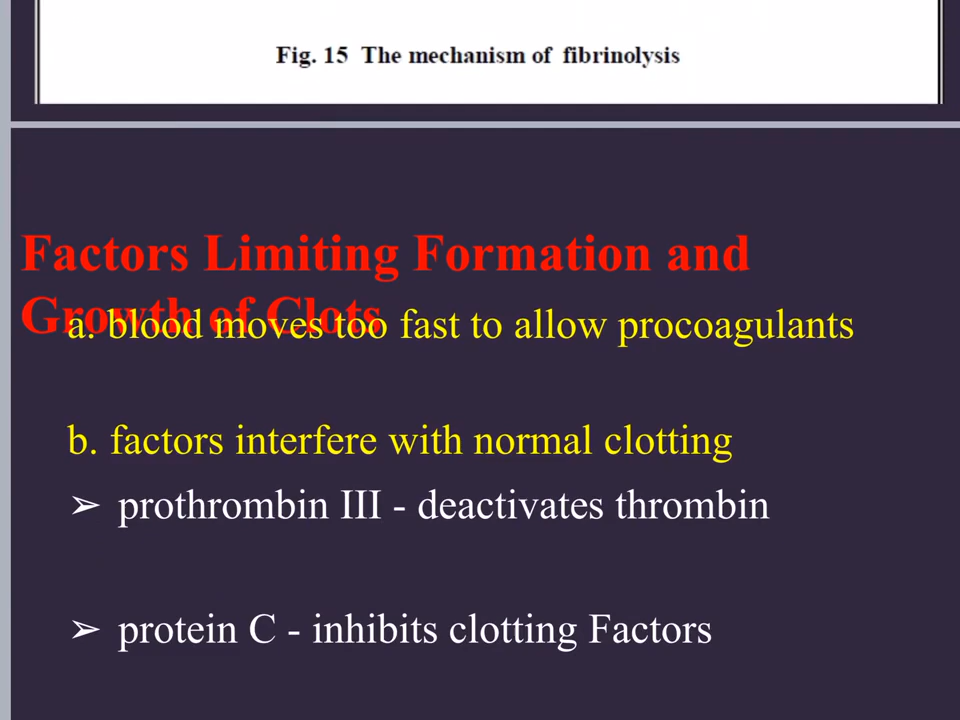 Fig. 15 The mechanism of fibrinolysis
Factors Limiting Formation and
Growth of Clots
a. blood moves too fast to allow procoagulants
b. factors interfere with normal clotting
➢ prothrombin III - deactivates thrombin
➢ protein C - inhibits clotting Factors